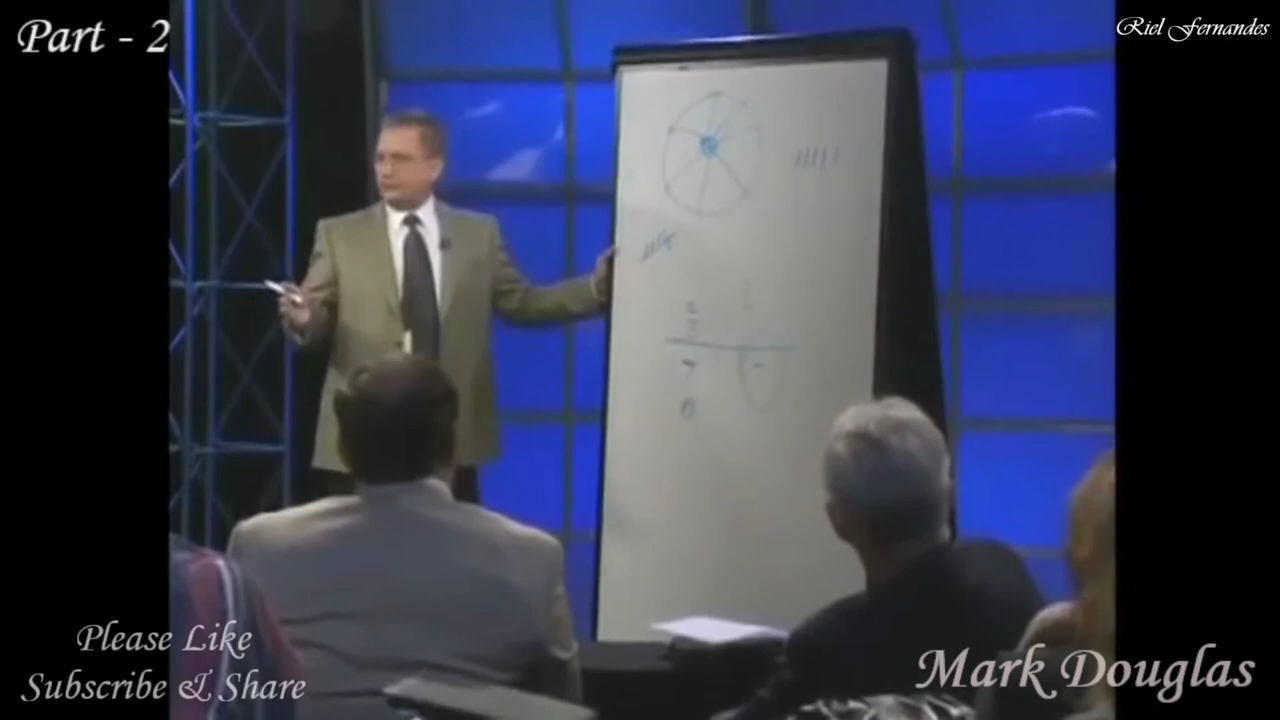 Part - 2
Riel Fernandes
Please Like
Subscribe & Share
Mark Douglas